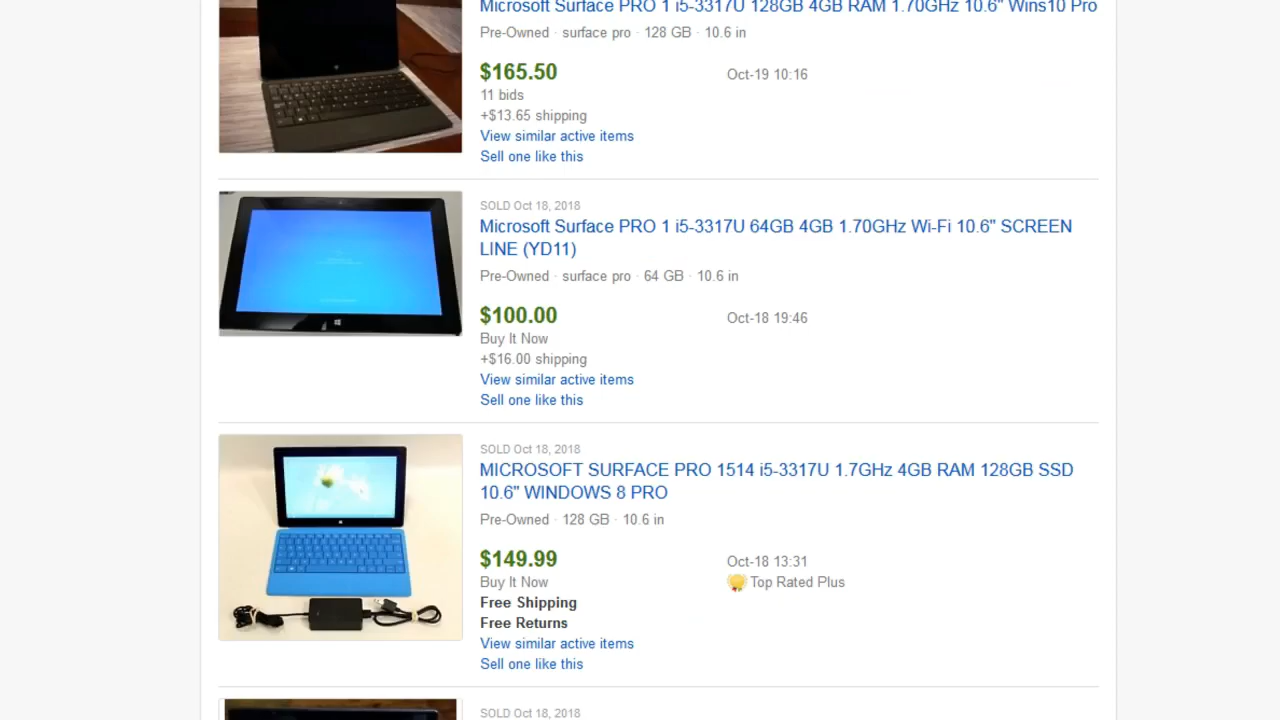 Microsoft Surface PRO 1 i5-3317U 128GB 4GB RAM 1.70GHz 10.6" Wins10 Pro
Pre-Owned · surface pro · 128 GB · 10.6 in
$165.50 Oct-19 10:16
11 bids
+$13.65 shipping
View similar active items
Sell one like this
SOLD Oct 18, 2018
Microsoft Surface PRO 1 i5-3317U 64GB 4GB 1.70GHz Wi-Fi 10.6" SCREEN
LINE (YD11)
Pre-Owned · surface pro · 64 GB · 10.6 in
$100.00 Oct-18 19:46
Buy It Now
+$16.00 shipping
View similar active items
Sell one like this
SOLD Oct 18, 2018
MICROSOFT SURFACE PRO 1514 i5-3317U 1.7GHz 4GB RAM 128GB SSD
10.6" WINDOWS 8 PRO
Pre-Owned · 128 GB · 10.6 in
$149.99 Oct-18 13:31
Buy It Now Top Rated Plus
Free Shipping
Free Returns
View similar active items
Sell one like this
SOLD Oct 18, 2018